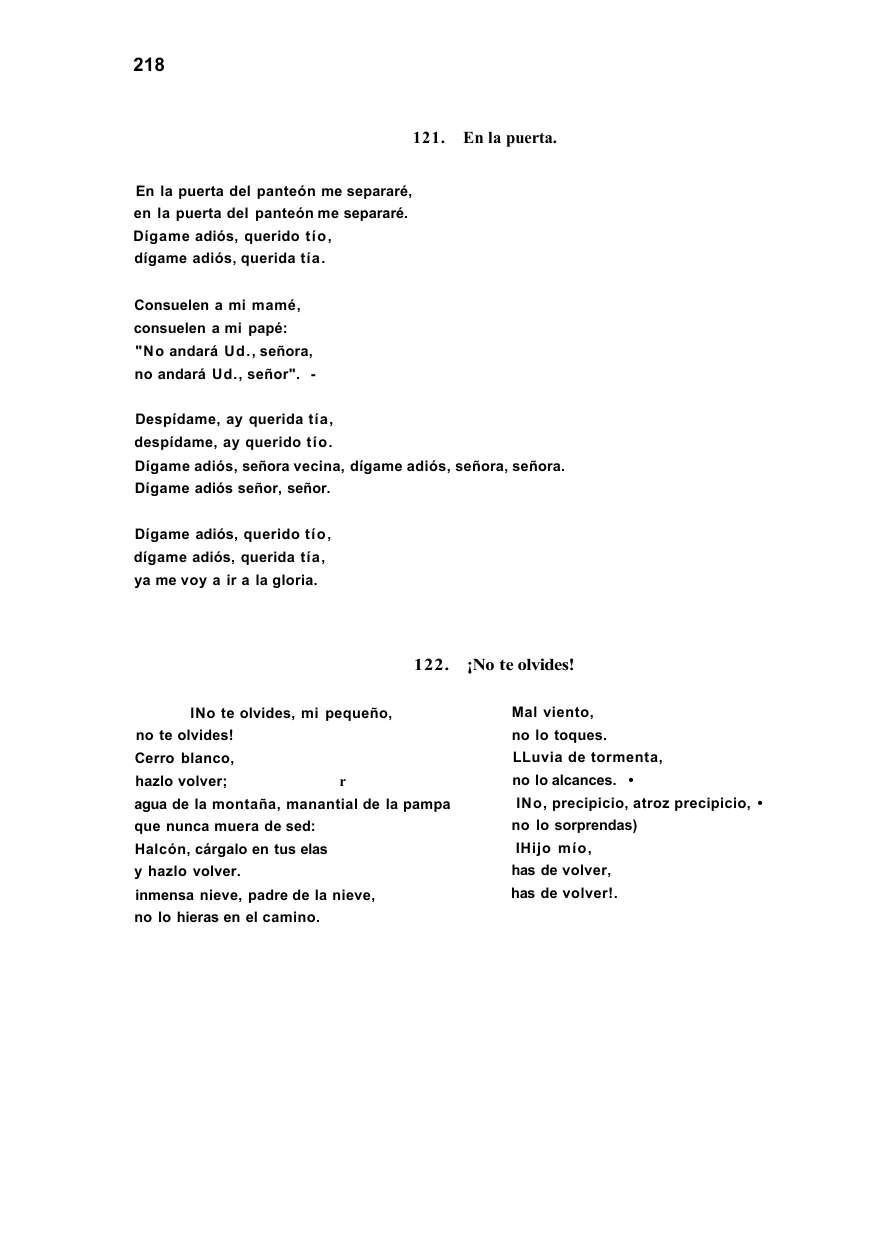 218
121. En la puerta.
En la puerta del panteón me separaré,
en la puerta del panteón me separaré.
Dígame adiós, querido tío,
dígame adiós, querida tía.
Consuelen a mi mamé,
consuelen a mi papé:
"No andará Ud., señora,
no andará Ud., señor". -
Despídame, ay querida tía,
despídame, ay querido tío.
Dígame adiós, señora vecina, dígame adiós, señora, señora.
Dígame adiós señor, señor.
Dígame adiós, querido tío,
dígame adiós, querida tía,
ya me voy a ir a la gloria.
122. ¡No te olvides!
lNo te olvides, mi pequeño,
no te olvides!
Cerro blanco,
hazlo volver; r
agua de la montaña, manantial de la pampa
que nunca muera de sed:
Halcón, cárgalo en tus elas
y hazlo volver.
inmensa nieve, padre de la nieve,
no lo hieras en el camino.
Mal viento,
no lo toques.
LLuvia de tormenta,
no lo alcances. •
lNo, precipicio, atroz precipicio, •
no lo sorprendas)
lHijo mío,
has de volver,
has de volver!.